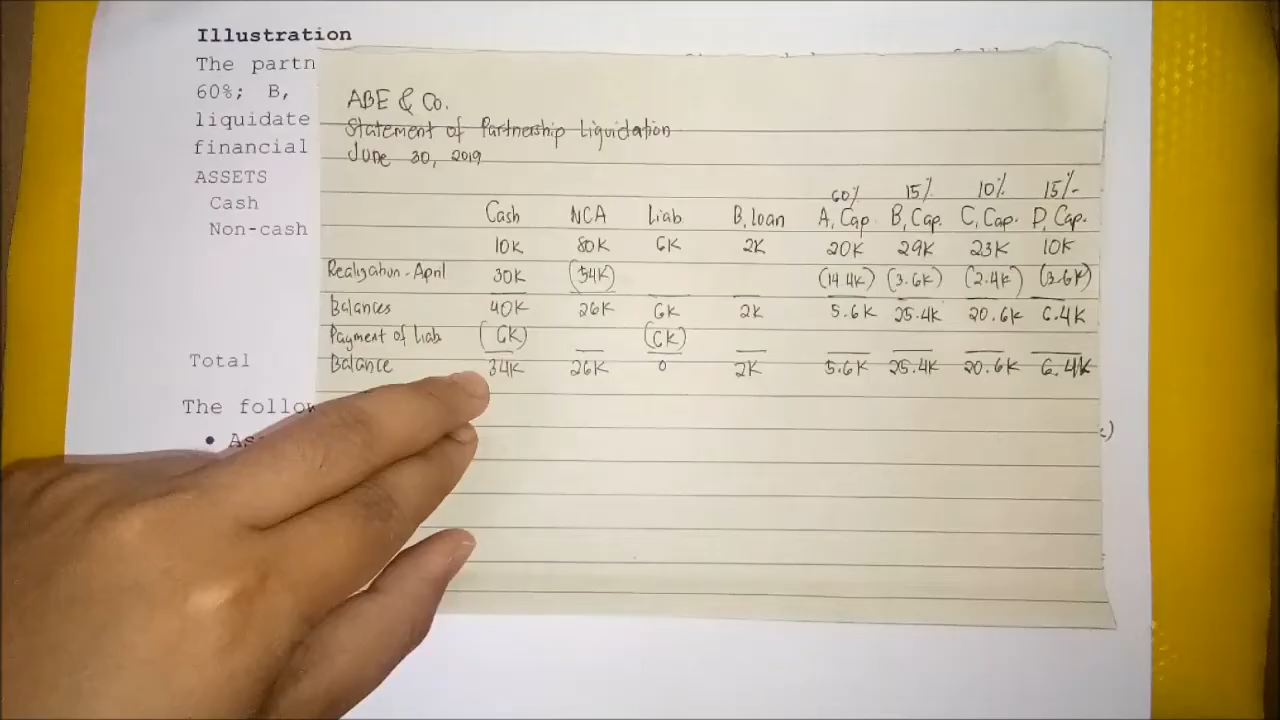 Illustration
The partn
60%; B,
liquidate
financial
ASSETS
Cash
Non-cash
Total
The follow
• As
ABE & Co.
Statement of Partnership Liquidation
June 30, 2019
60% 15% 10% 15%
Cash NCA Liab B, loan A, Cap. B, Cap. C, Cap. D, Cap.
10K 80K 6K 2K 20K 29K 23K 10K
Realization - April 30K (54K) (14.4K) (3.6K) (2.4K) (3.6K)
Balances 40K 26K 6K 2K 5.6K 25.4K 20.6K 6.4K
Payment of Liab (6K) (6K)
Balance 34K 26K 0 2K 5.6K 25.4K 20.6K 6.4K